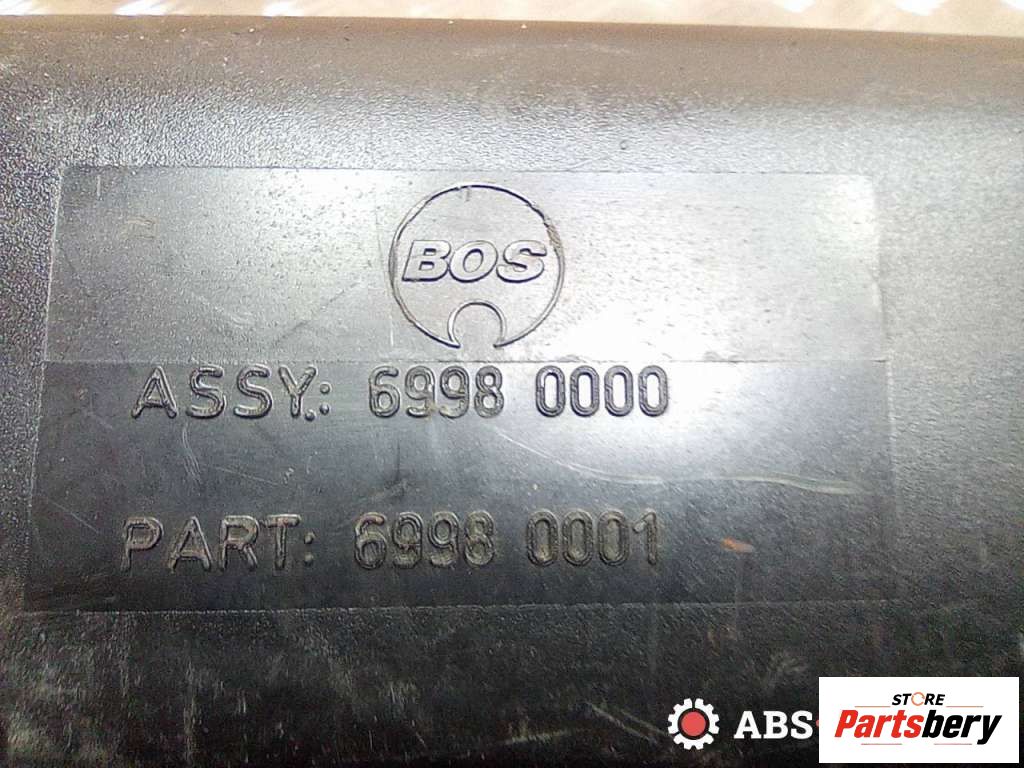 BOS
ASSY.: 6998 0000
PART: 6998 0001
ABS-
STORE
Partsbery